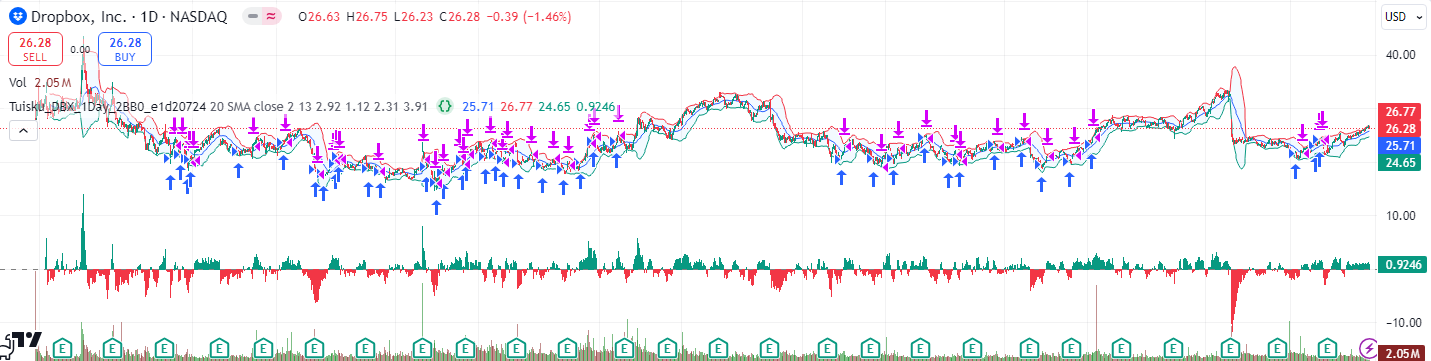 Dropbox, Inc. · 1D · NASDAQ O26.63 H26.75 L26.23 C26.28 −0.39 (−1.46%)
USD
26.28
SELL
0.00
26.28
BUY
40.00
Vol 2.05M
Tuisku_DBX_1Day_2BB0_e1d20724 20 SMA close 2 13 2.92 1.12 2.31 3.91 {} 25.71 26.77 24.65 0.9246
26.77
26.28
25.71
24.65
10.00
0.9246
−10.00
E E E E E E E E E E E E E E E E E E E E E E E E E E
2.05M